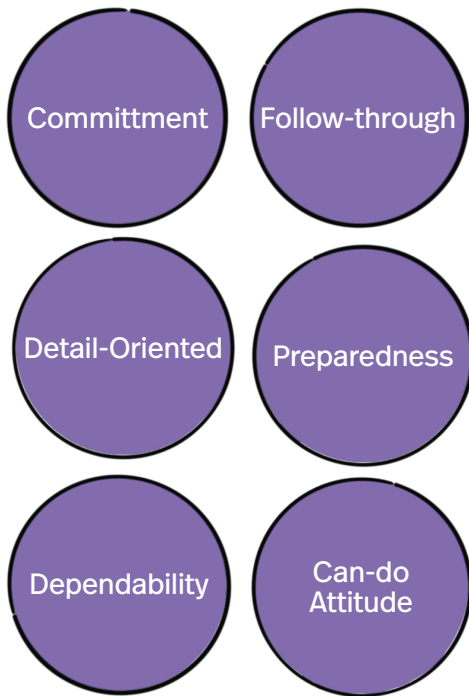 Committment
Follow-through
Detail-Oriented
Preparedness
Dependability
Can-do
Attitude